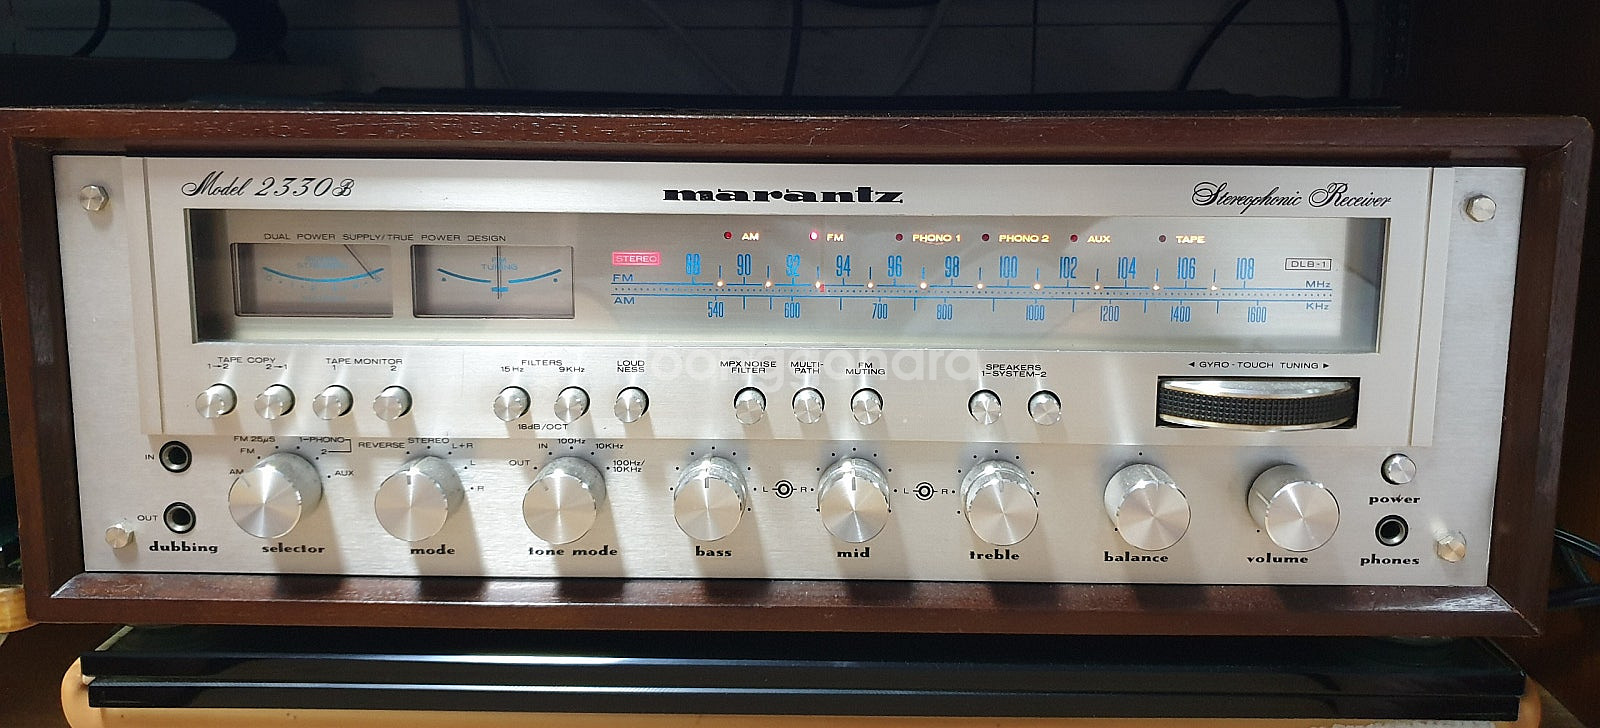 Model 2330B
marantz
Stereophonic Receiver
DUAL POWER SUPPLY/TRUE POWER DESIGN
FM
TUNING
AM FM PHONO 1 PHONO 2 AUX TAPE
STEREO
88 90 92 94 96 98 100 102 104 106 108
DLB-1
FM MHz
AM KHz
540 600 700 800 1000 1200 1400 1600
TAPE COPY
1→2 2→1
TAPE MONITOR
1 2
FILTERS
15 Hz 9KHz
18dB/OCT
LOUD
NESS
MPX NOISE
FILTER
MULTI-
PATH
FM
MUTING
SPEAKERS
1-SYSTEM-2
◄ GYRO-TOUCH TUNING ►
IN
OUT
dubbing
FM 25µS
FM
AM
1-PHONO
2
AUX
selector
REVERSE STEREO L+R
L
R
mode
OUT IN 100Hz 10KHz
100Hz/
10KHz
tone mode
bass
L R
mid
L R
treble
balance
volume
power
phones